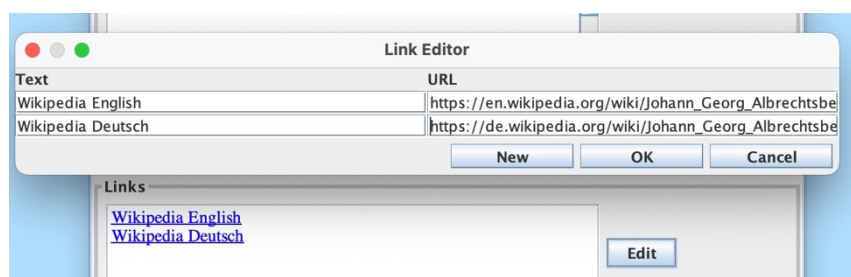 Link Editor
Text URL
Wikipedia English https://en.wikipedia.org/wiki/Johann_Georg_Albrechtsbe
Wikipedia Deutsch https://de.wikipedia.org/wiki/Johann_Georg_Albrechtsbe
New OK Cancel
Links
Wikipedia English
Wikipedia Deutsch
Edit